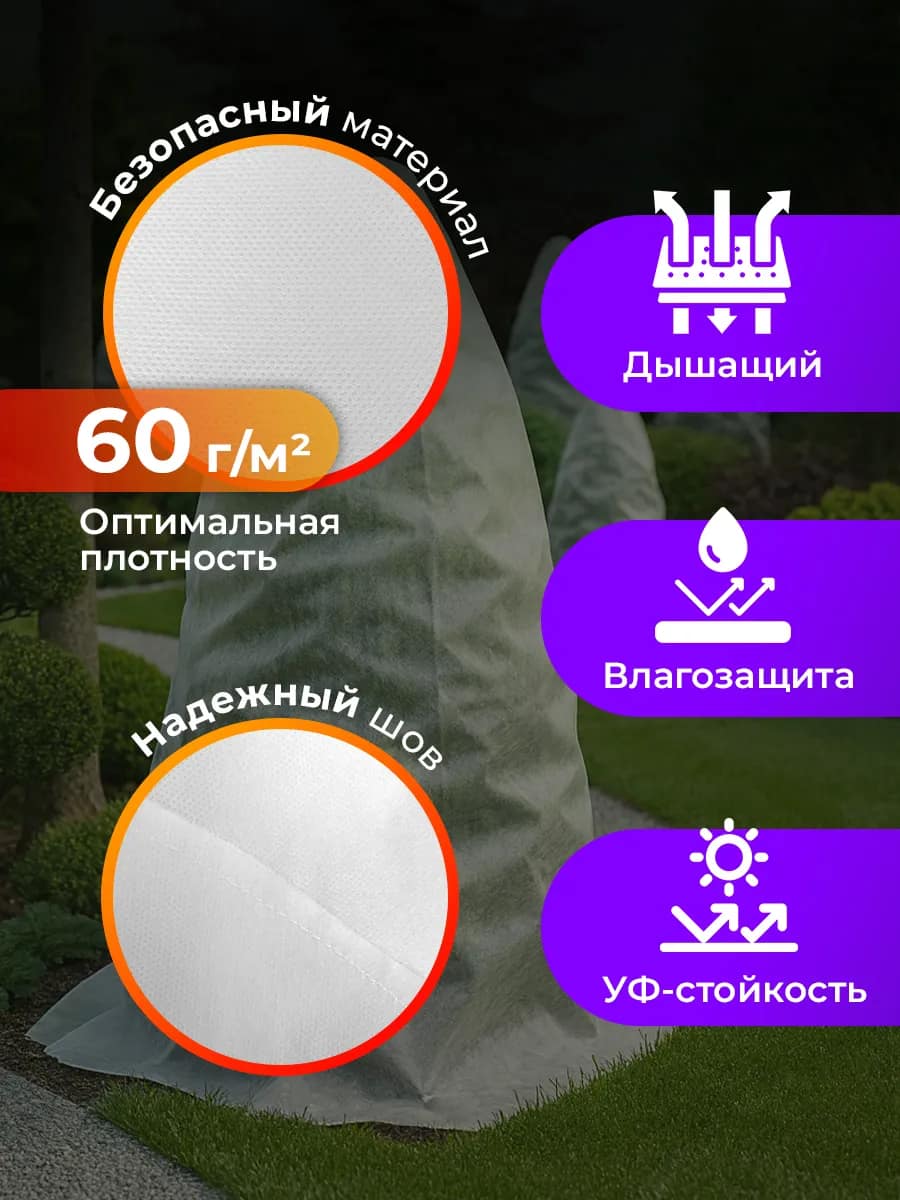 Безопасный материал
60 г/м²
Оптимальная
плотность
Надежный шов
Дышащий
Влагозащита
УФ-стойкость